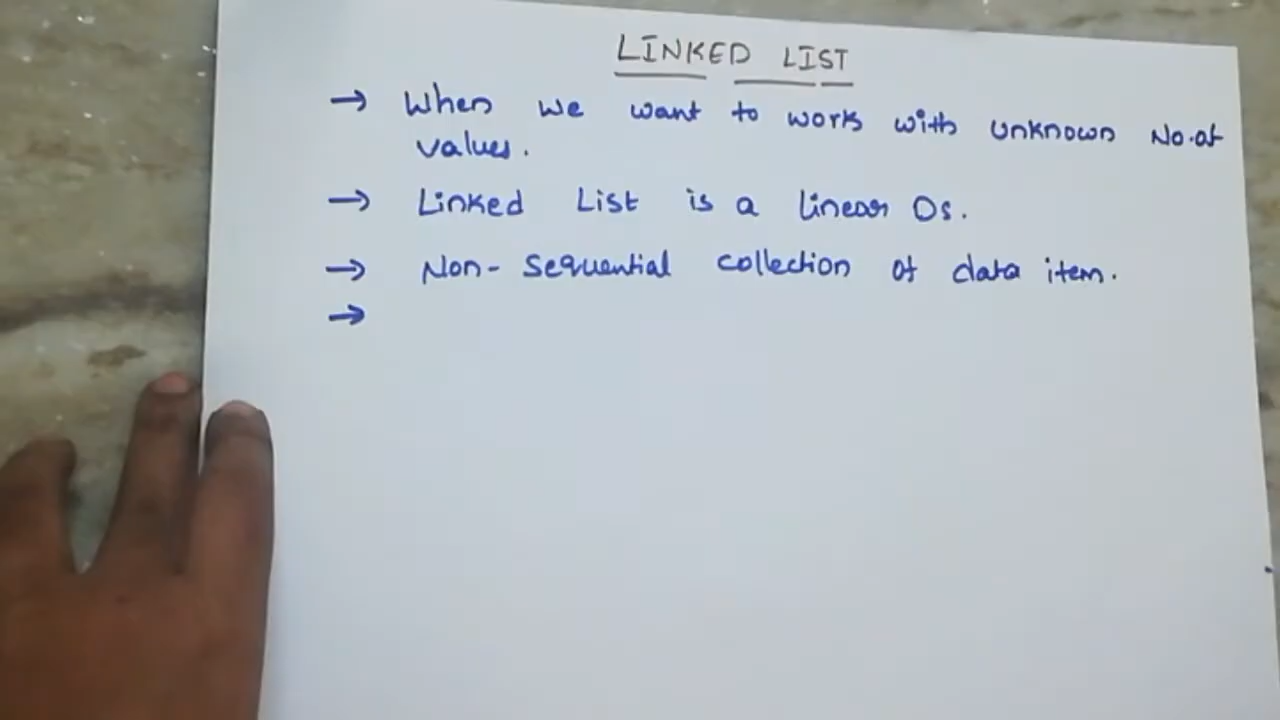 LINKED LIST
→ When we want to work with unknown No.of
values.
→ Linked List is a linear Ds.
→ Non- sequential collection of data item.
→